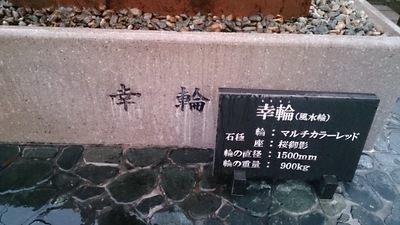 幸輪
幸輪(風水輪)
石種 輪：マルチカラーレッド
座：桜御影
輪の直径：1500mm
輪の重量：900kg